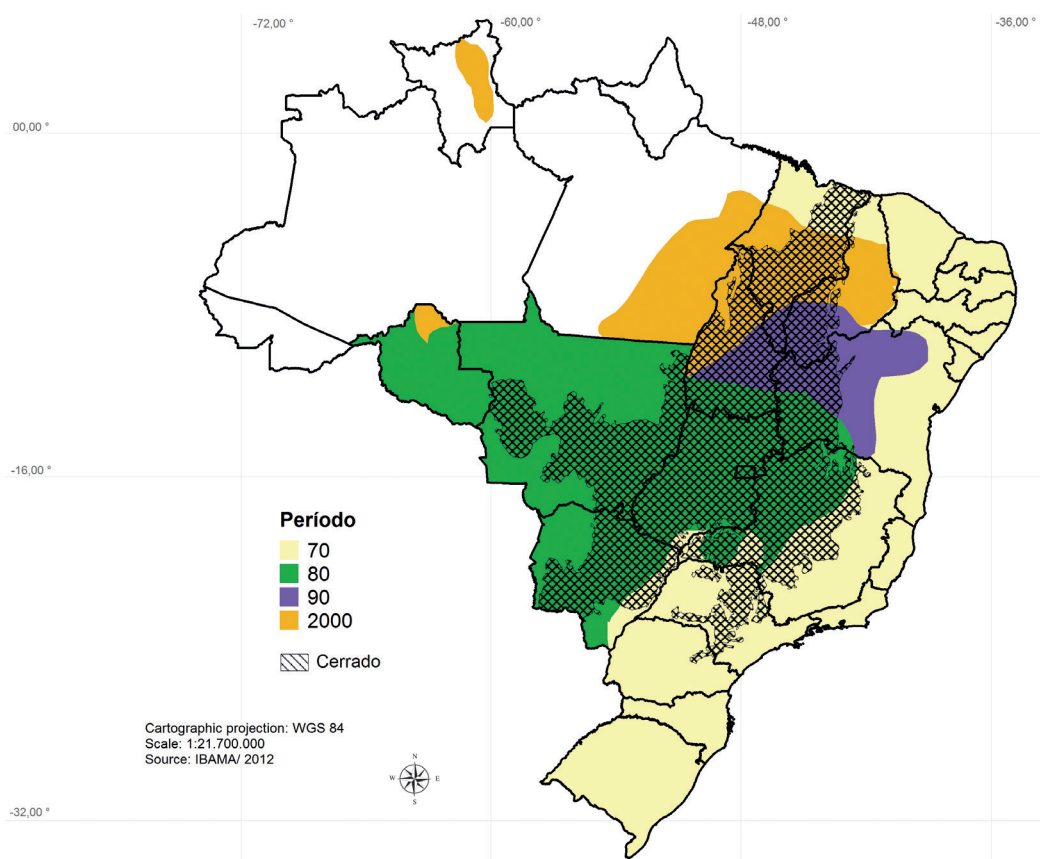 -72,00 °
-60,00 °
-48,00 °
-36,00 °
00,00 °
-16,00 °
Período
70
80
90
2000
Cerrado
Cartographic projection: WGS 84
Scale: 1:21.700.000
Source: IBAMA/ 2012
N
W E
S
-32,00 °